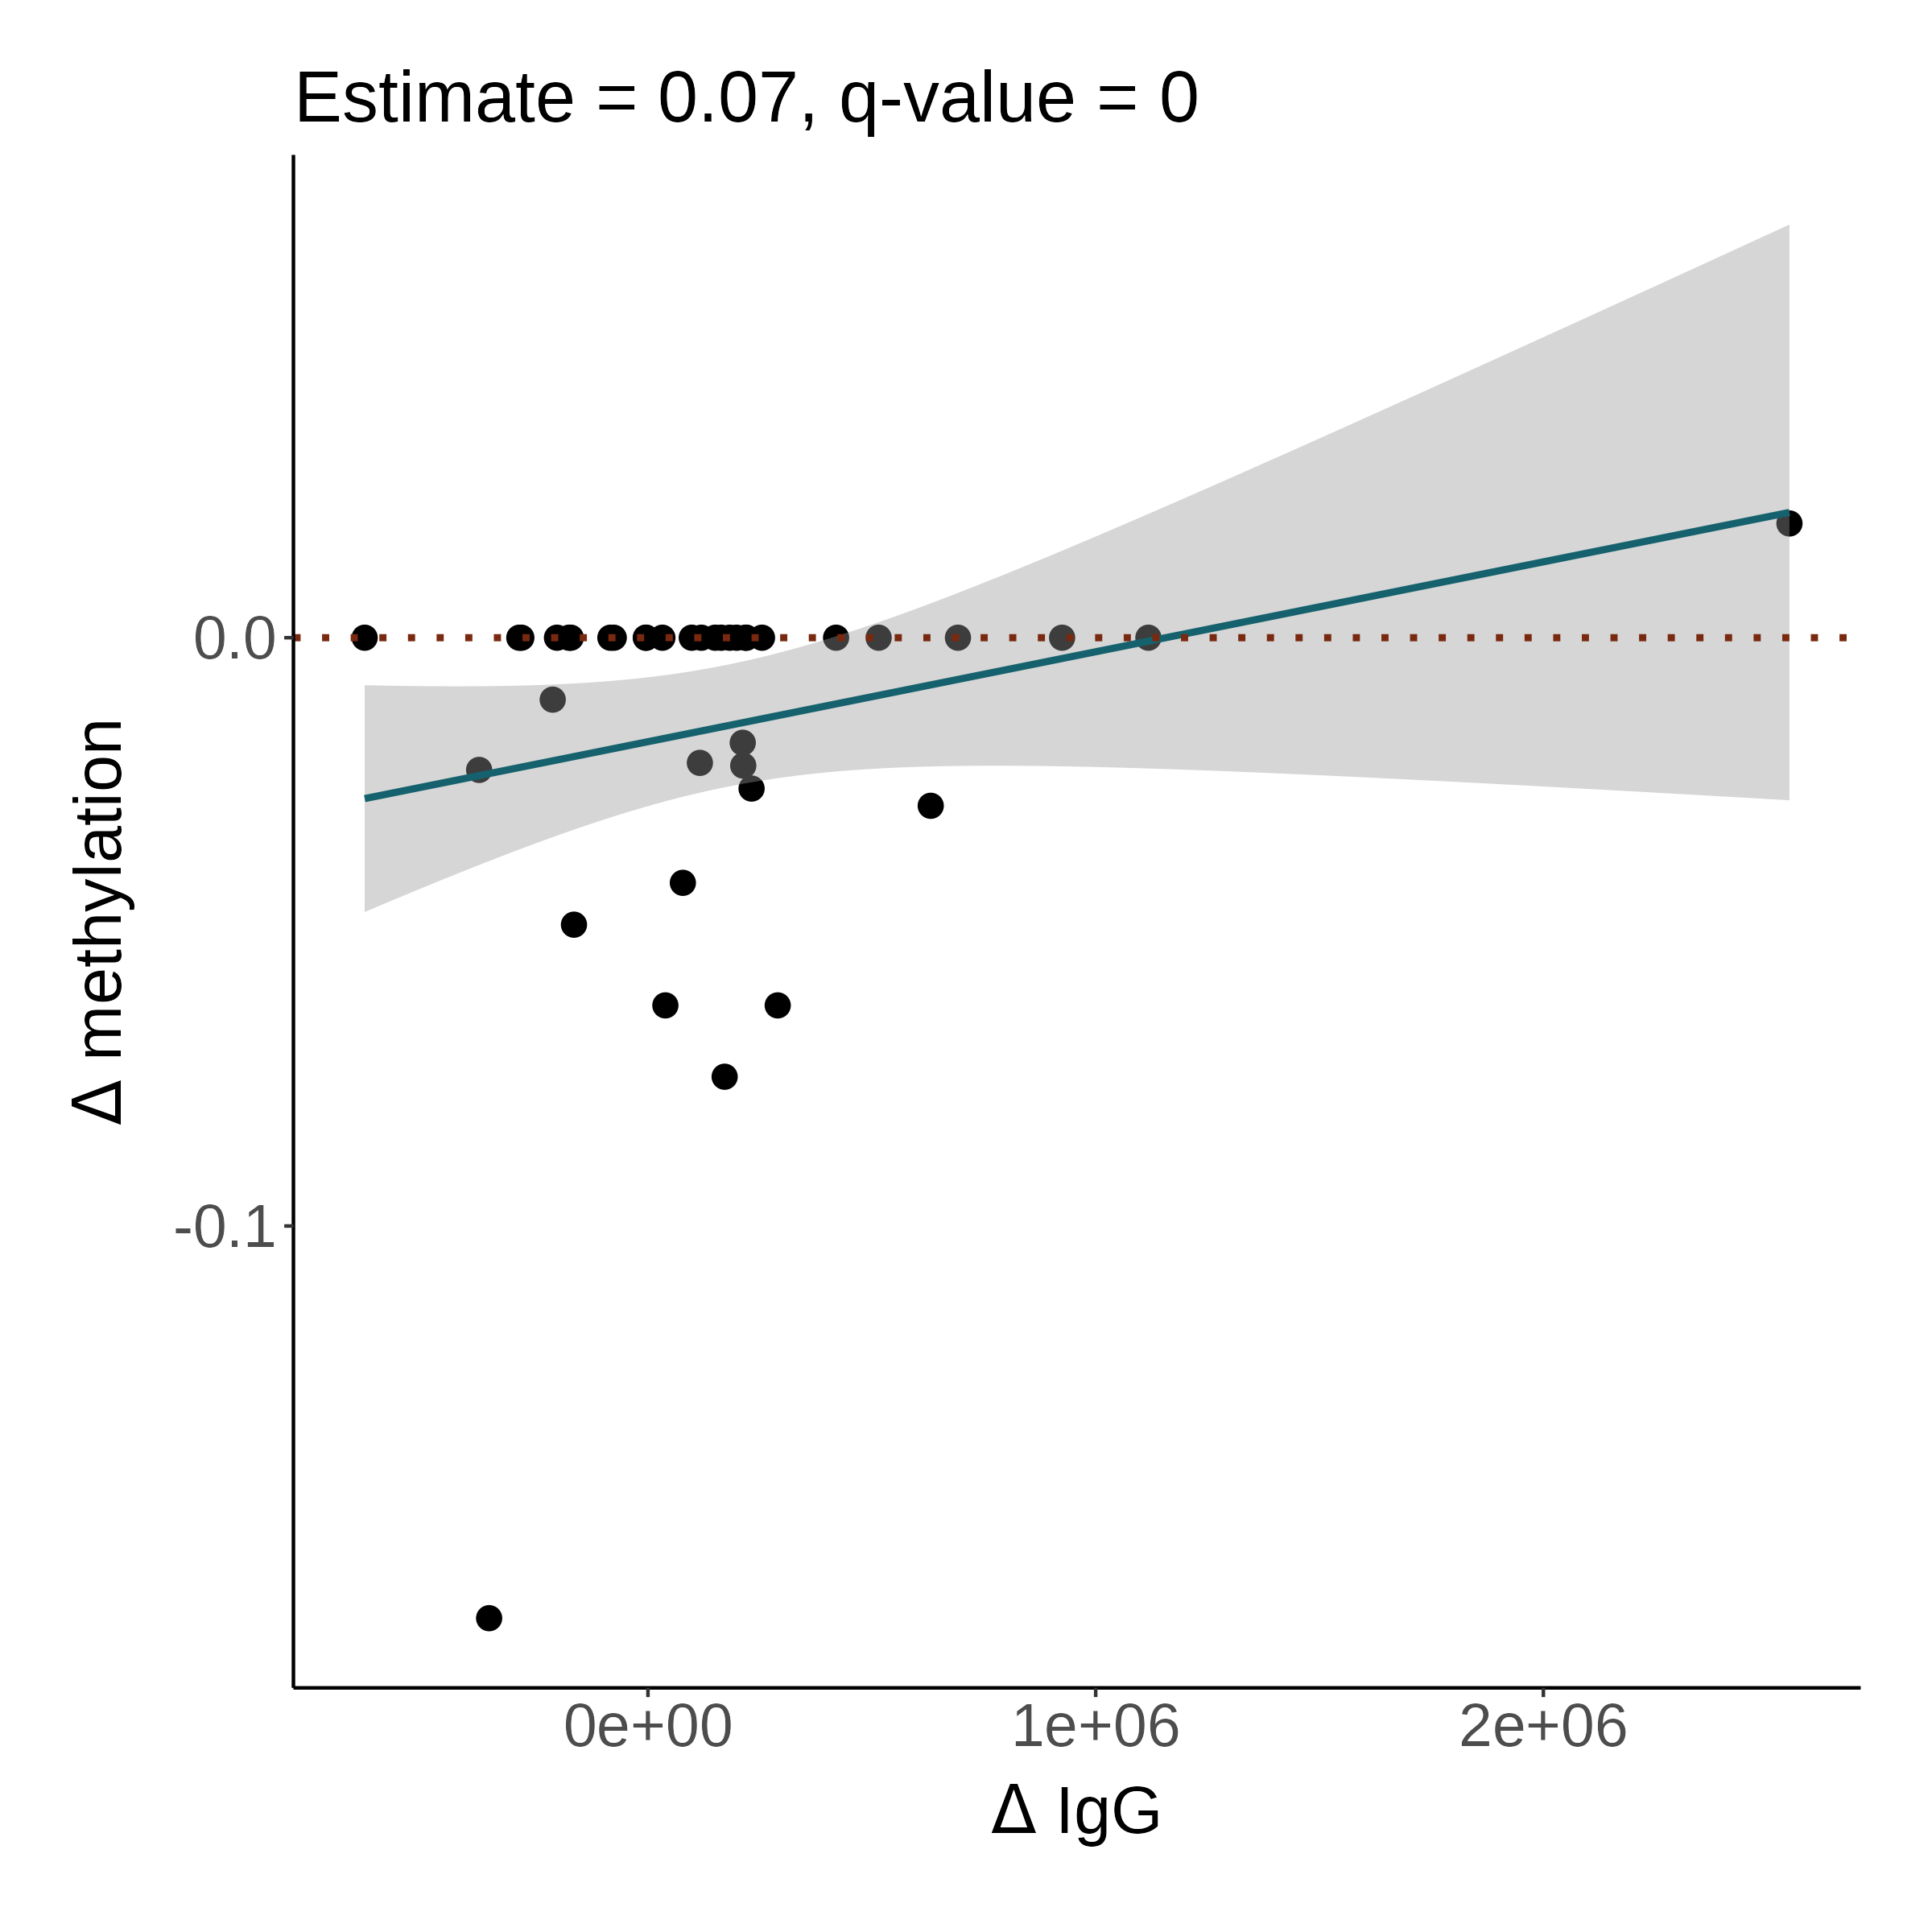 Estimate = 0.07, q-value = 0
0.0
-0.1
Δ methylation
0e+00 1e+06 2e+06
Δ IgG